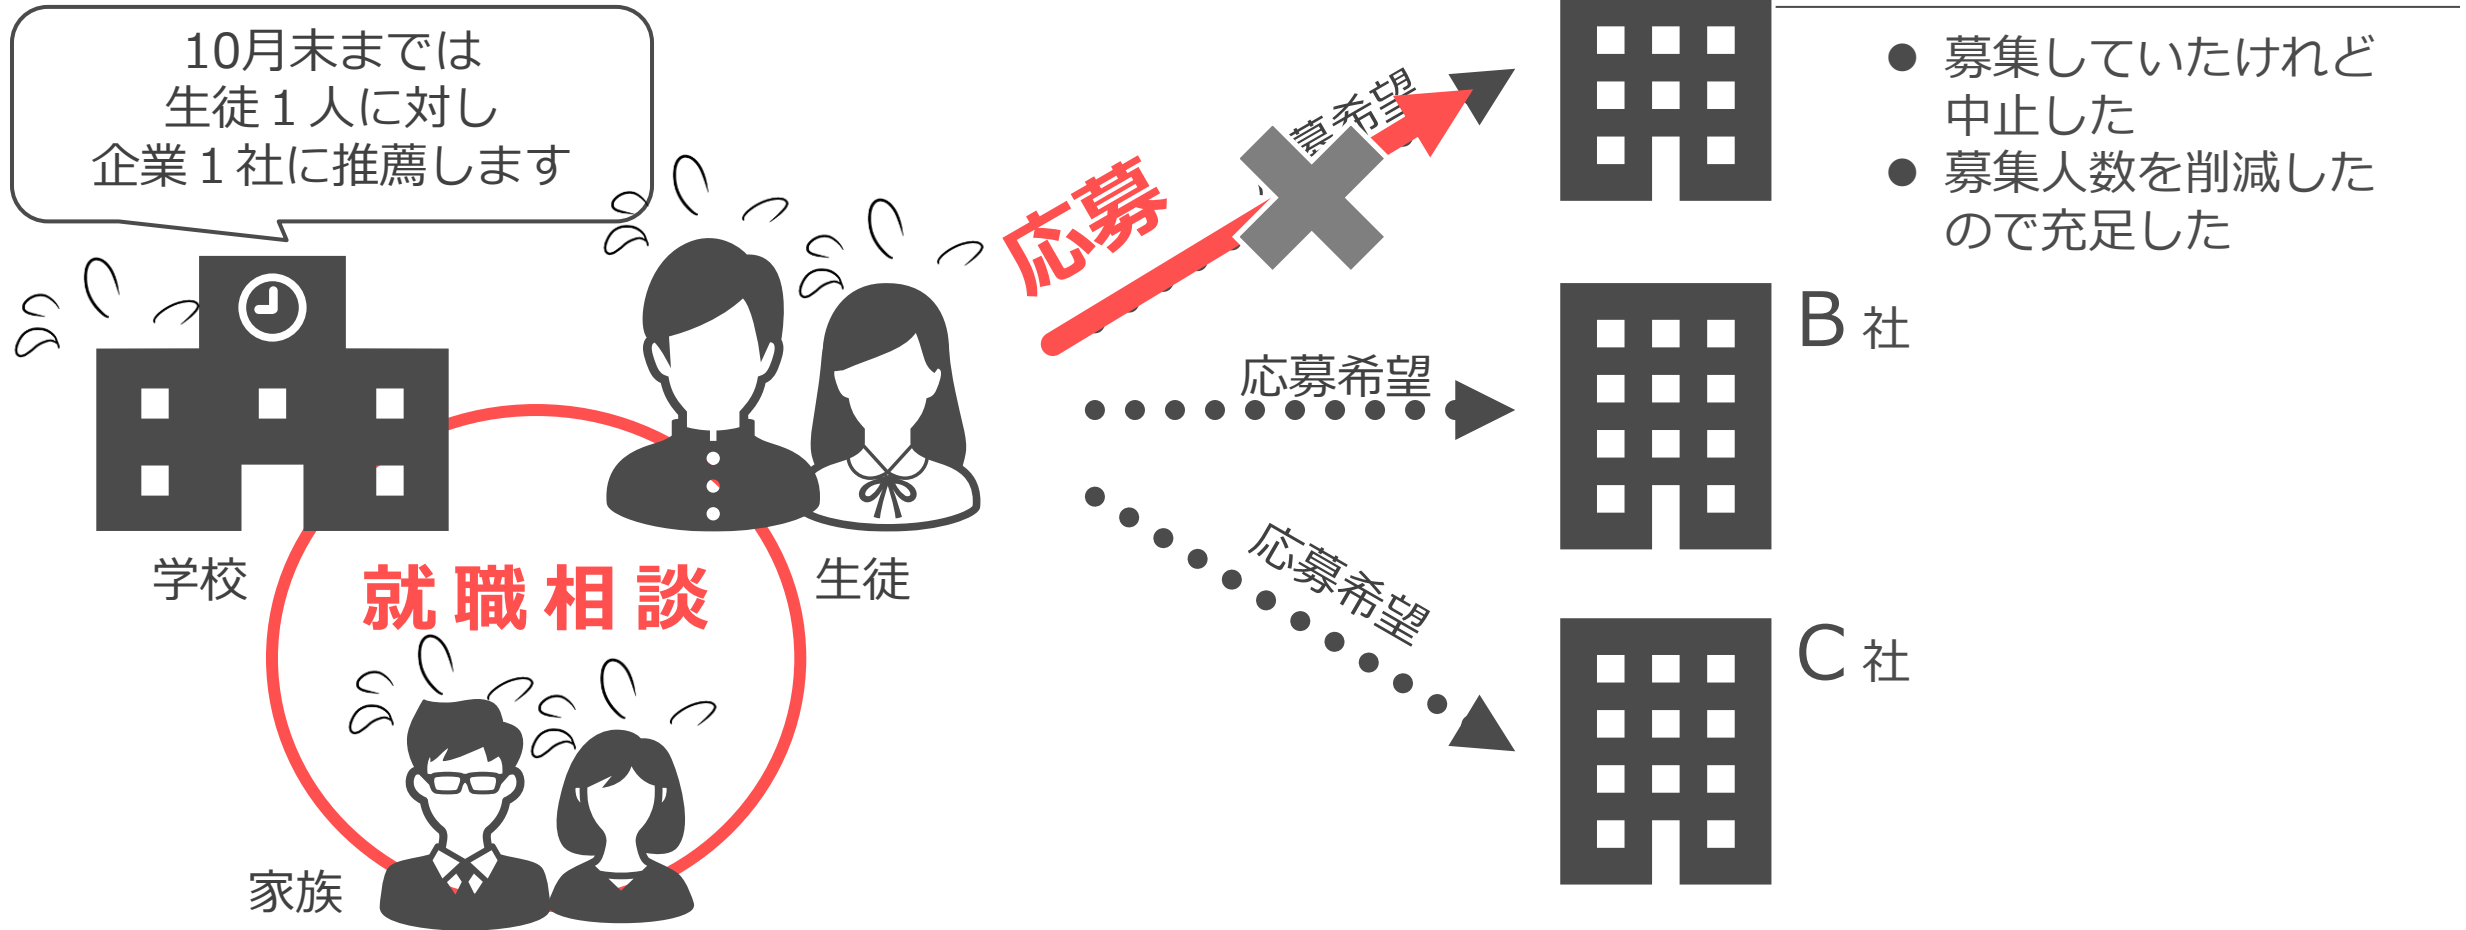 10月末までは
生徒１人に対し
企業１社に推薦します
応募
募希望
● 募集していたけれど
中止した
● 募集人数を削減した
ので充足した
B 社
応募希望
C 社
応募希望
学校
就職相談
生徒
家族